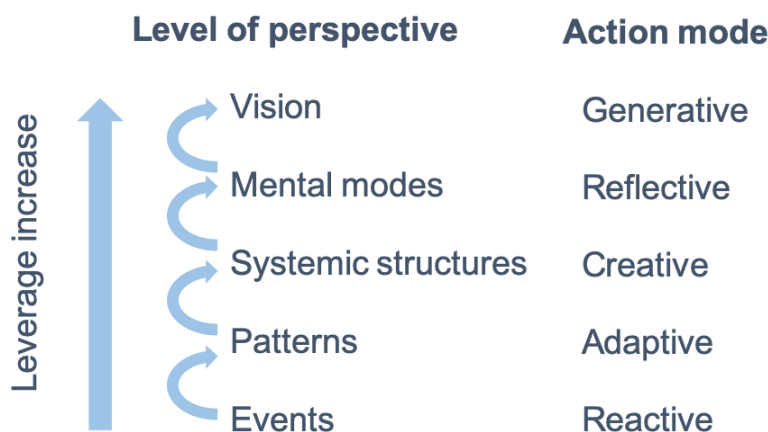 Level of perspective
Action mode
Leverage increase
Vision
Generative
Mental modes
Reflective
Systemic structures
Creative
Patterns
Adaptive
Events
Reactive